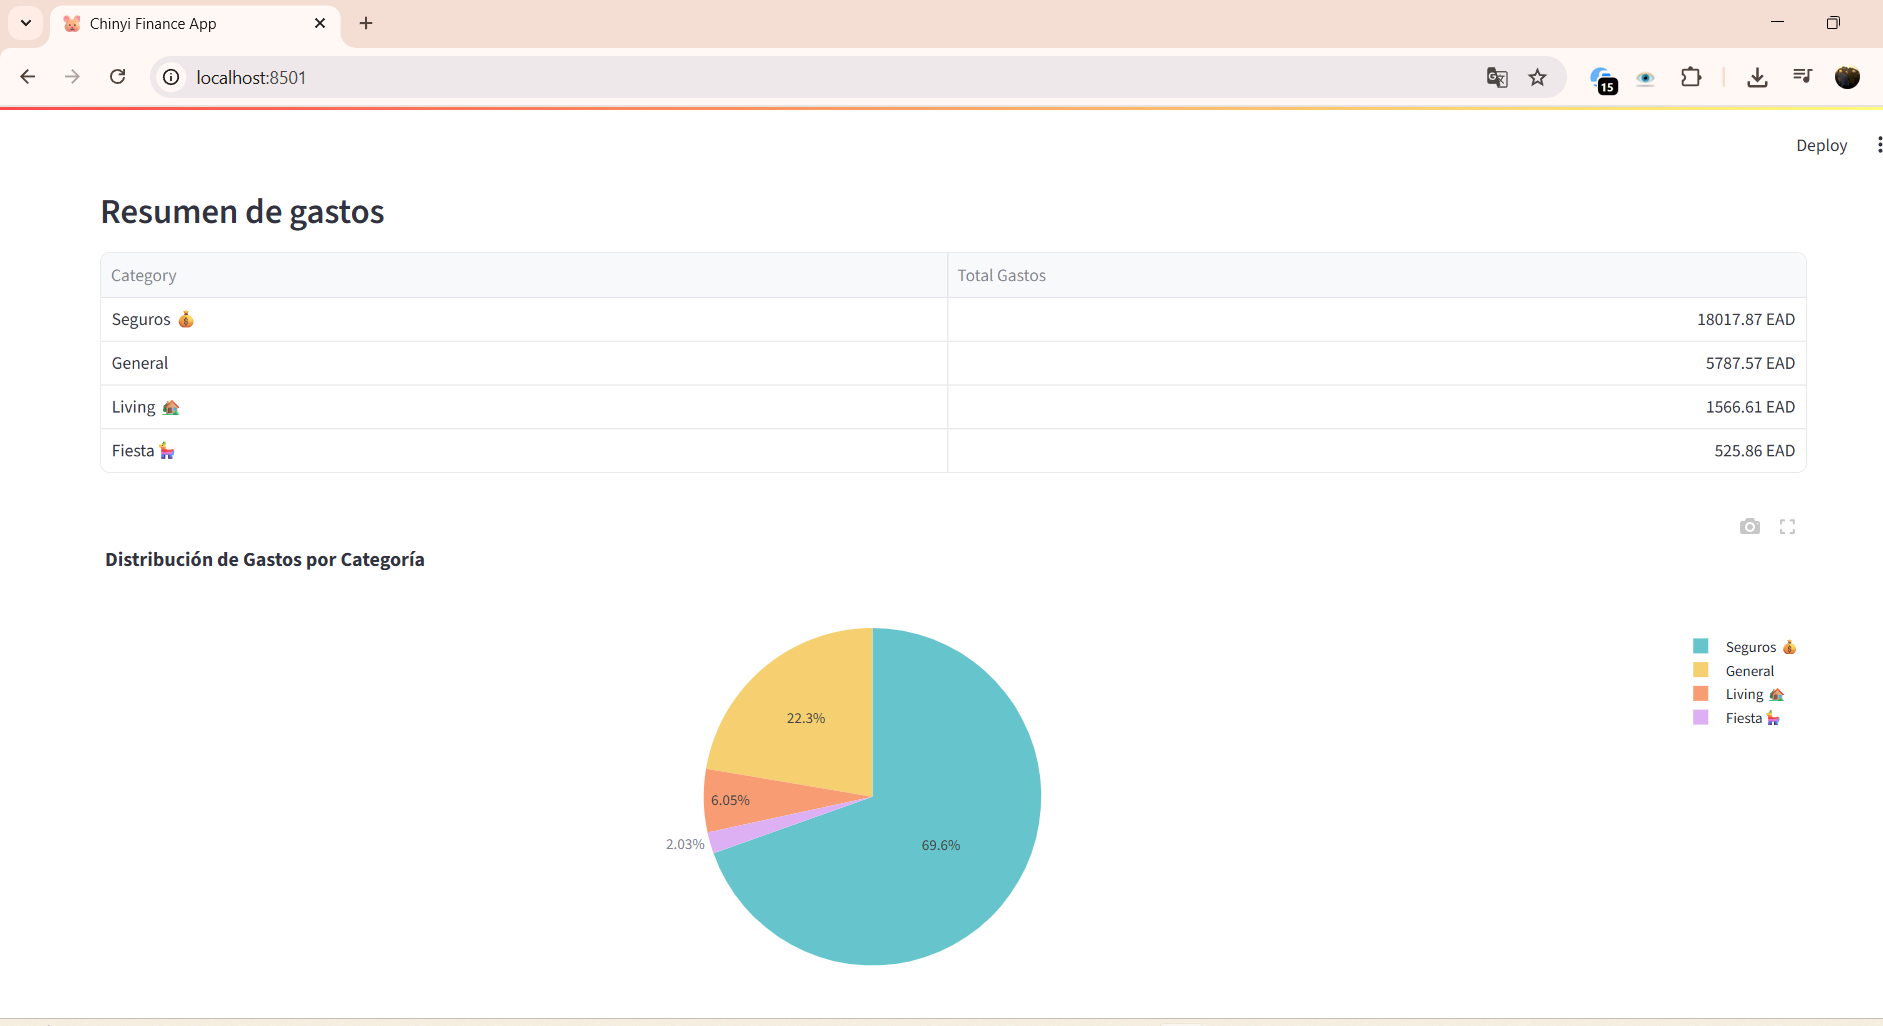 Chinyi Finance App
localhost:8501
15
Deploy
Resumen de gastos
Category Total Gastos
Seguros 💰 18017.87 EAD
General 5787.57 EAD
Living 🏠 1566.61 EAD
Fiesta 🪅 525.86 EAD
Distribución de Gastos por Categoría
Seguros 💰
General
Living 🏠
Fiesta 🪅
22.3%
6.05%
2.03%
69.6%